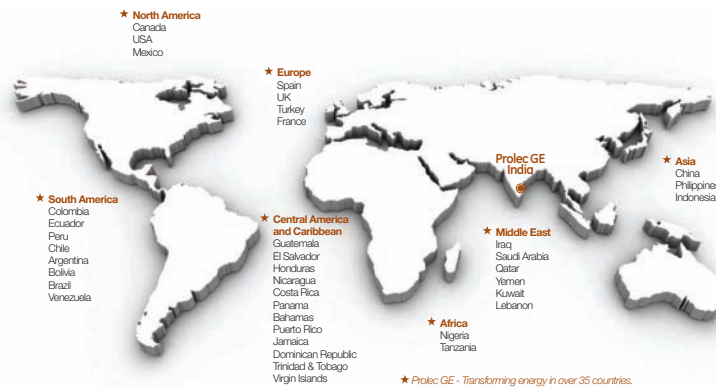 ★ North America
Canada
USA
Mexico
★ Europe
Spain
UK
Turkey
France
Prolec GE
India
★ Asia
China
Philippines
Indonesia
★ South America
Colombia
Ecuador
Peru
Chile
Argentina
Bolivia
Brazil
Venezuela
★ Central America
and Caribbean
Guatemala
El Salvador
Honduras
Nicaragua
Costa Rica
Panama
Bahamas
Puerto Rico
Jamaica
Dominican Republic
Trinidad & Tobago
Virgin Islands
★ Middle East
Iraq
Saudi Arabia
Qatar
Yemen
Kuwait
Lebanon
★ Africa
Nigeria
Tanzania
★ Prolec GE - Transforming energy in over 35 countries.